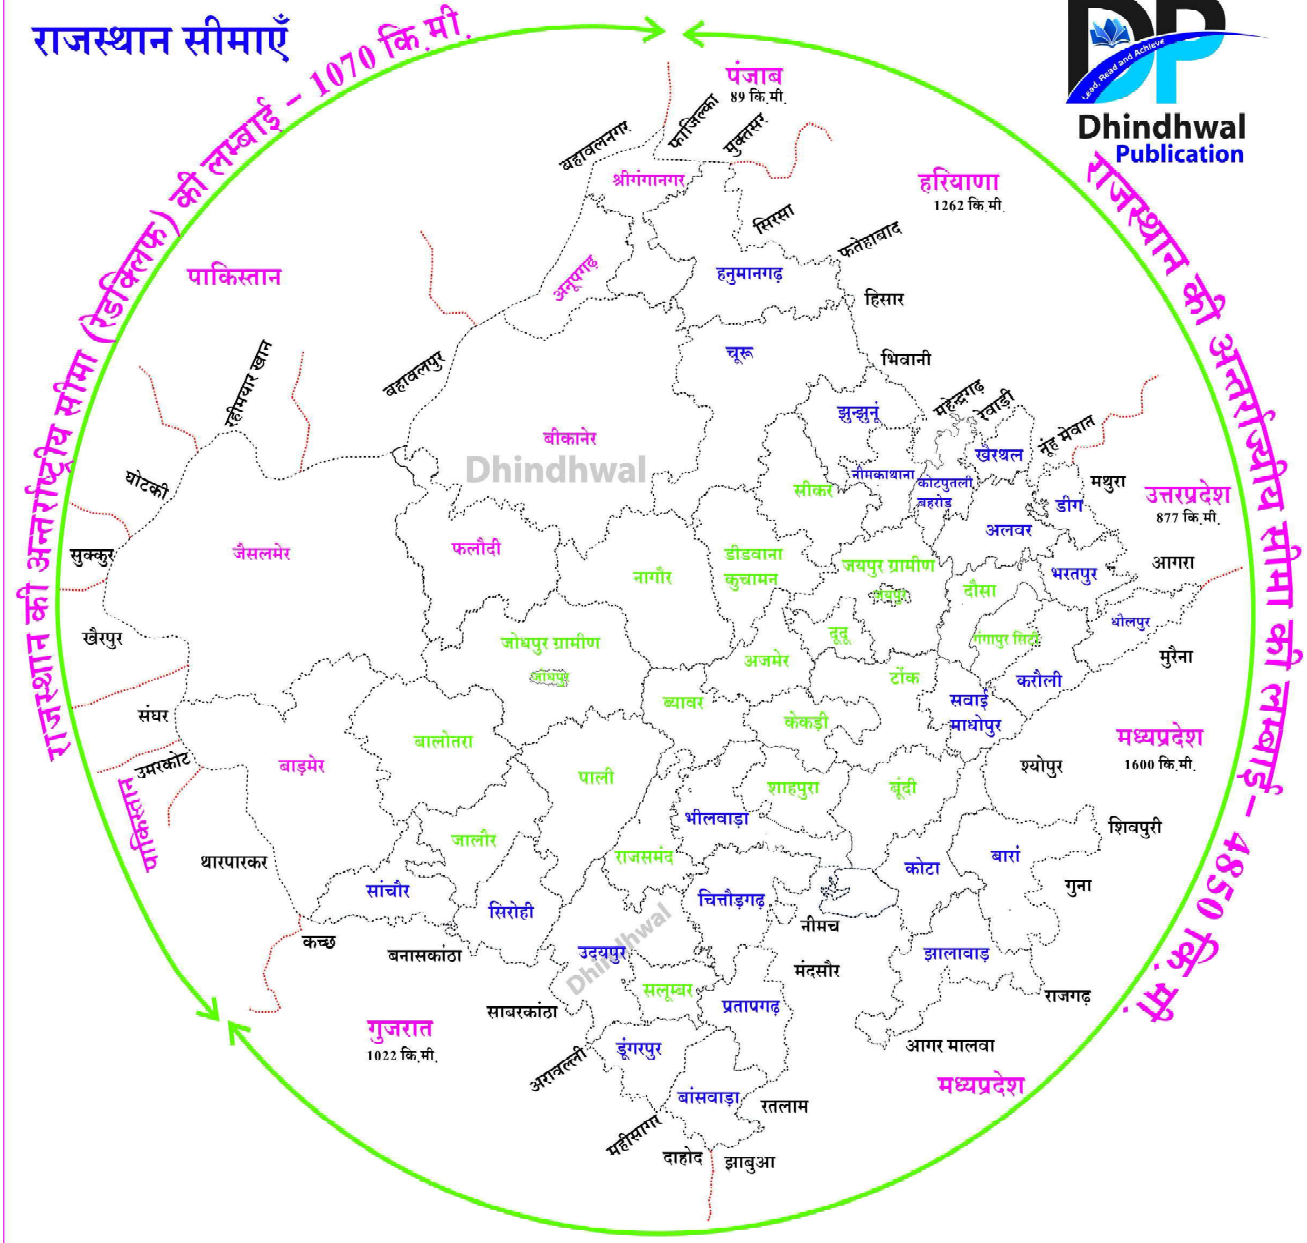 राजस्थान सीमाएँ
राजस्थान की अन्तर्राष्ट्रीय सीमा (रेडक्लिफ) की लम्बाई – 1070 कि.मी.
राजस्थान की अन्तर्राज्यीय सीमा की लम्बाई – 4850 कि. मी.
DP
Lead, Read and Achieve
Dhindhwal
Publication
पंजाब
89 कि.मी.
बहावलनगर
फाजिल्का
मुक्तसर
श्रीगंगानगर
हरियाणा
1262 कि.मी.
सिरसा
फतेहाबाद
पाकिस्तान
अनूपगढ़
हनुमानगढ़
हिसार
चूरू
भिवानी
बहावलपुर
रहीमयार खान
झुन्झुनूं
महेन्द्रगढ़
रेवाड़ी
नूंह मेवात
बीकानेर
Dhindhwal
खैरथल
घोटकी
सीकर
नीमकाथाना
कोटपुतली
बहरोड़
डीग
मथुरा
उत्तरप्रदेश
877 कि.मी.
अलवर
सुक्कुर
जैसलमेर
फलौदी
नागौर
डीडवाना
कुचामन
जयपुर ग्रामीण
जयपुर
दौसा
भरतपुर
आगरा
खैरपुर
जोधपुर ग्रामीण
जोधपुर
अजमेर
दूदू
गंगापुर सिटी
धौलपुर
मुरैना
टोंक
करौली
ब्यावर
केकड़ी
सवाई
माधोपुर
संघर
उमरकोट
बाड़मेर
बालोतरा
पाली
शाहपुरा
बूंदी
श्योपुर
मध्यप्रदेश
1600 कि.मी.
पाकिस्तान
थारपारकर
जालौर
भीलवाड़ा
राजसमंद
शिवपुरी
सांचौर
सिरोही
चित्तौड़गढ़
कोटा
बारां
गुना
कच्छ
बनासकांठा
Dhindhwal
उदयपुर
नीमच
झालावाड़
मंदसौर
साबरकांठा
सलूम्बर
प्रतापगढ़
राजगढ़
गुजरात
1022 कि.मी.
डूंगरपुर
आगर मालवा
अरावल्ली
मध्यप्रदेश
बांसवाड़ा
रतलाम
महीसागर
दाहोद
झाबुआ